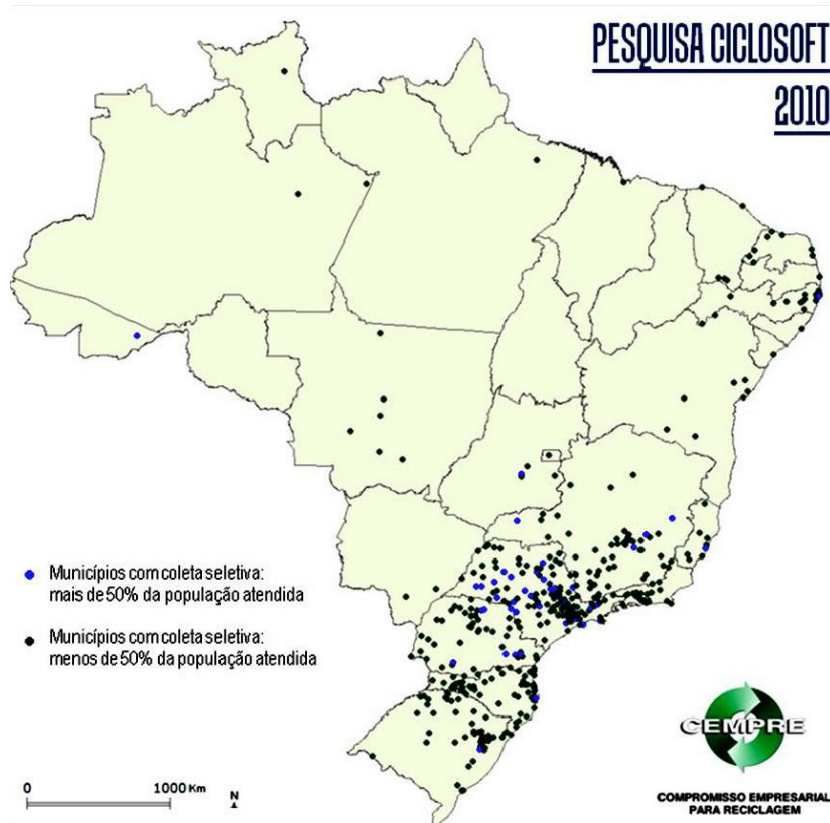 PESQUISA CICLOSOFT
2010
Municípios com coleta seletiva:
mais de 50% da população atendida
Municípios com coleta seletiva:
menos de 50% da população atendida
0 1000 Km
N
CEMPRE
COMPROMISSO EMPRESARIAL
PARA RECICLAGEM